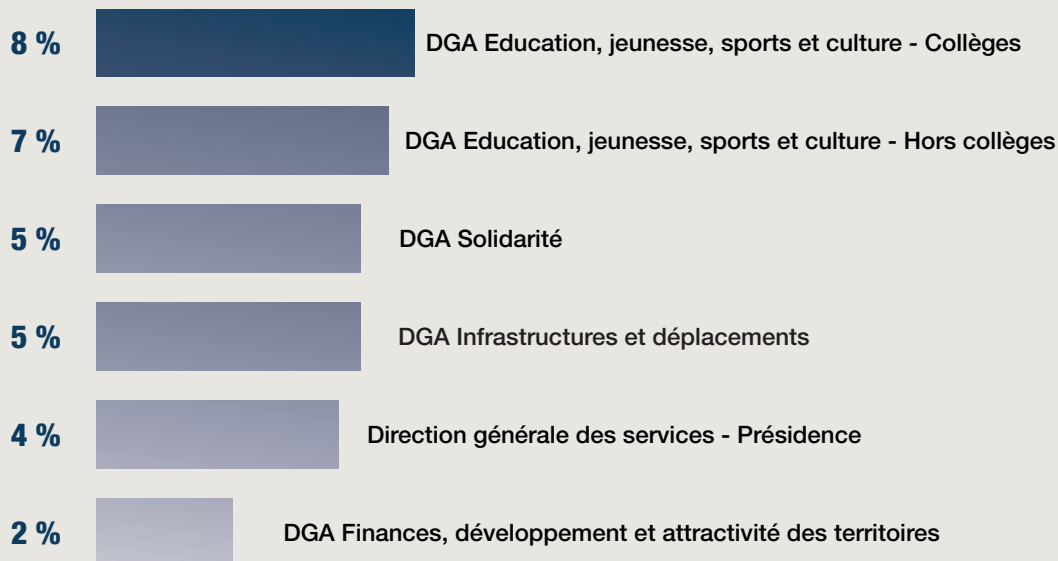 8 % DGA Education, jeunesse, sports et culture - Collèges
7 % DGA Education, jeunesse, sports et culture - Hors collèges
5 % DGA Solidarité
5 % DGA Infrastructures et déplacements
4 % Direction générale des services - Présidence
2 % DGA Finances, développement et attractivité des territoires